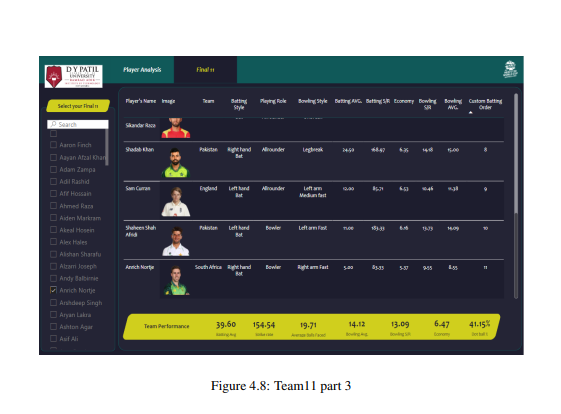 D Y PATIL
UNIVERSITY
Player Analysis
Final 11
Select your Final 11
Search
Aaron Finch
Aayan Afzal Khan
Adam Zampa
Adil Rashid
Afif Hossain
Ahmed Raza
Aiden Markram
Akeal Hosein
Alex Hales
Alishan Sharafu
Alzarri Joseph
Andy Balbirnie
Anrich Nortje
Arshdeep Singh
Aryan Lakra
Ashton Agar
Asif Ali
Player's Name Image Team Batting Style Playing Role Bowling Style Batting AVG. Batting S/R Economy Bowling S/R Bowling AVG. Custom Batting Order
Sikandar Raza
Shadab Khan Pakistan Right hand Bat Allrounder Legbreak 24.50 168.97 6.35 14.18 15.00 8
Sam Curran England Left hand Bat Allrounder Left arm Medium fast 12.00 85.71 6.53 10.46 11.38 9
Shaheen Shah Afridi Pakistan Left hand Bat Bowler Left arm Fast 11.00 183.33 6.16 13.73 14.09 10
Anrich Nortje South Africa Right hand Bat Bowler Right arm Fast 5.00 83.33 5.37 9.55 8.55 11
Team Performance
39.60 154.54 19.71 14.12 13.09 6.47 41.15%
Batting Avg Strike rate Average Balls Faced Bowling Avg. Bowling S/R Economy Dot ball %
Figure 4.8: Team11 part 3